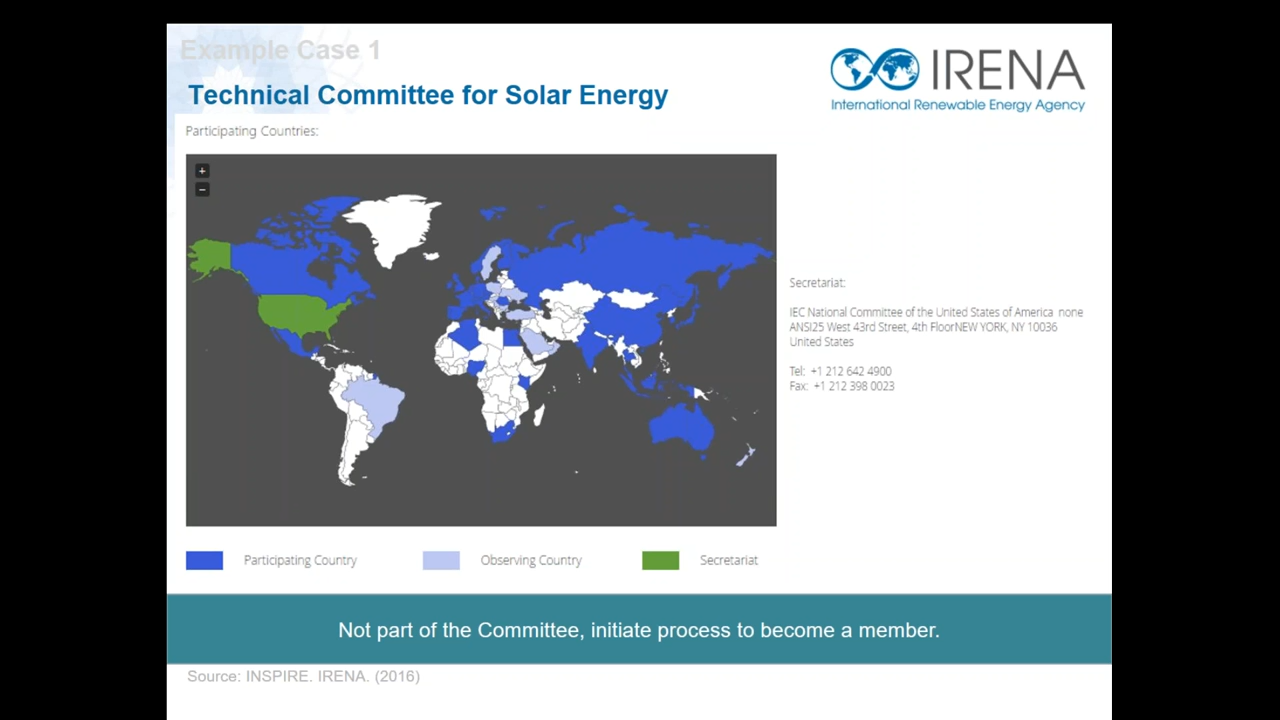 Example Case 1
Technical Committee for Solar Energy
IRENA
International Renewable Energy Agency
Participating Countries:
+
−
Secretariat:
IEC National Committee of the United States of America none
ANSI25 West 43rd Street, 4th FloorNEW YORK, NY 10036
United States
Tel: +1 212 642 4900
Fax: +1 212 398 0023
Participating Country
Observing Country
Secretariat
Not part of the Committee, initiate process to become a member.
Source: INSPIRE. IRENA. (2016)